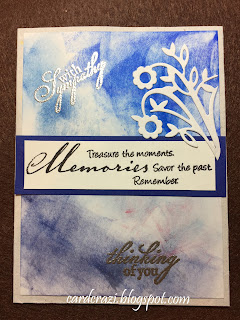 with
Sympathy
Treasure the moments.
Memories Savor the past
Remember
thinking
of you
cardcrazi.blogspot.com